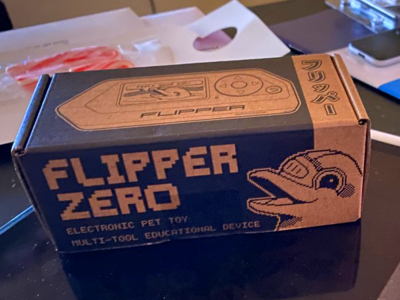 フリッパー
FLIPPER
FLIPPER
ZERO
ELECTRONIC PET TOY
MULTI-TOOL EDUCATIONAL DEVICE